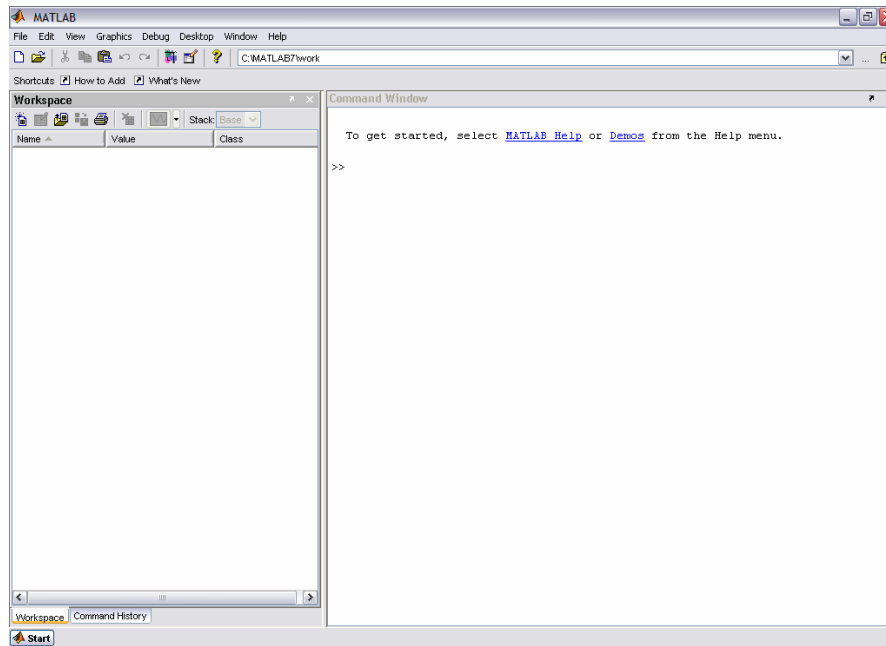 MATLAB
File Edit View Graphics Debug Desktop Window Help
C:\MATLAB7\work
...
Shortcuts How to Add What's New
Workspace
Stack: Base
Name Value Class
Command Window
To get started, select MATLAB Help or Demos from the Help menu.
>>
Workspace Command History
Start